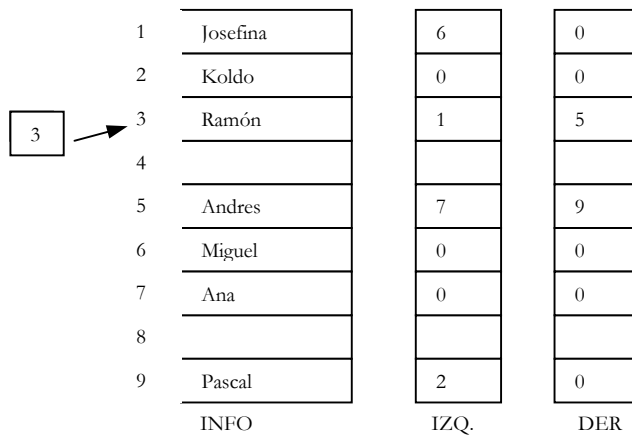 1 Josefina 6 0
2 Koldo 0 0
3 3 Ramón 1 5
4
5 Andres 7 9
6 Miguel 0 0
7 Ana 0 0
8
9 Pascal 2 0
INFO IZQ. DER